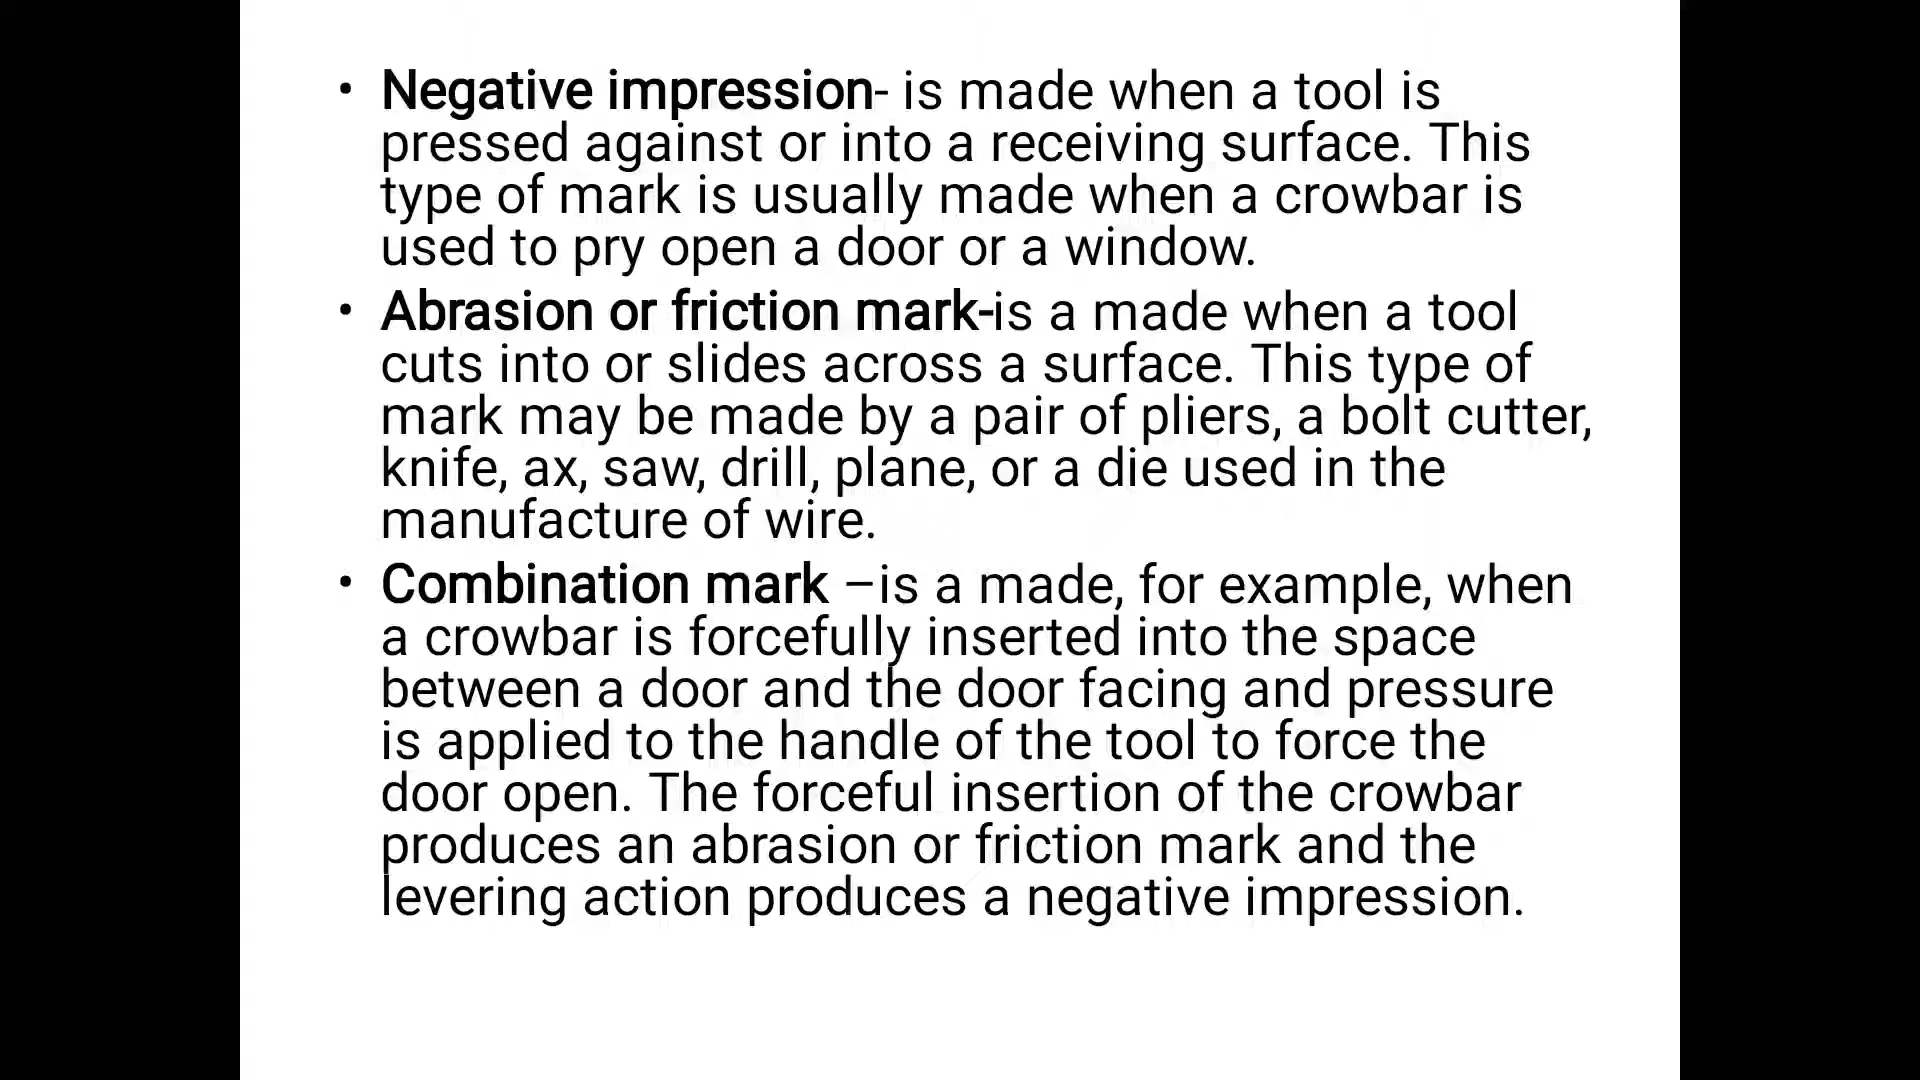 • Negative impression- is made when a tool is
pressed against or into a receiving surface. This
type of mark is usually made when a crowbar is
used to pry open a door or a window.
• Abrasion or friction mark-is a made when a tool
cuts into or slides across a surface. This type of
mark may be made by a pair of pliers, a bolt cutter,
knife, ax, saw, drill, plane, or a die used in the
manufacture of wire.
• Combination mark –is a made, for example, when
a crowbar is forcefully inserted into the space
between a door and the door facing and pressure
is applied to the handle of the tool to force the
door open. The forceful insertion of the crowbar
produces an abrasion or friction mark and the
levering action produces a negative impression.